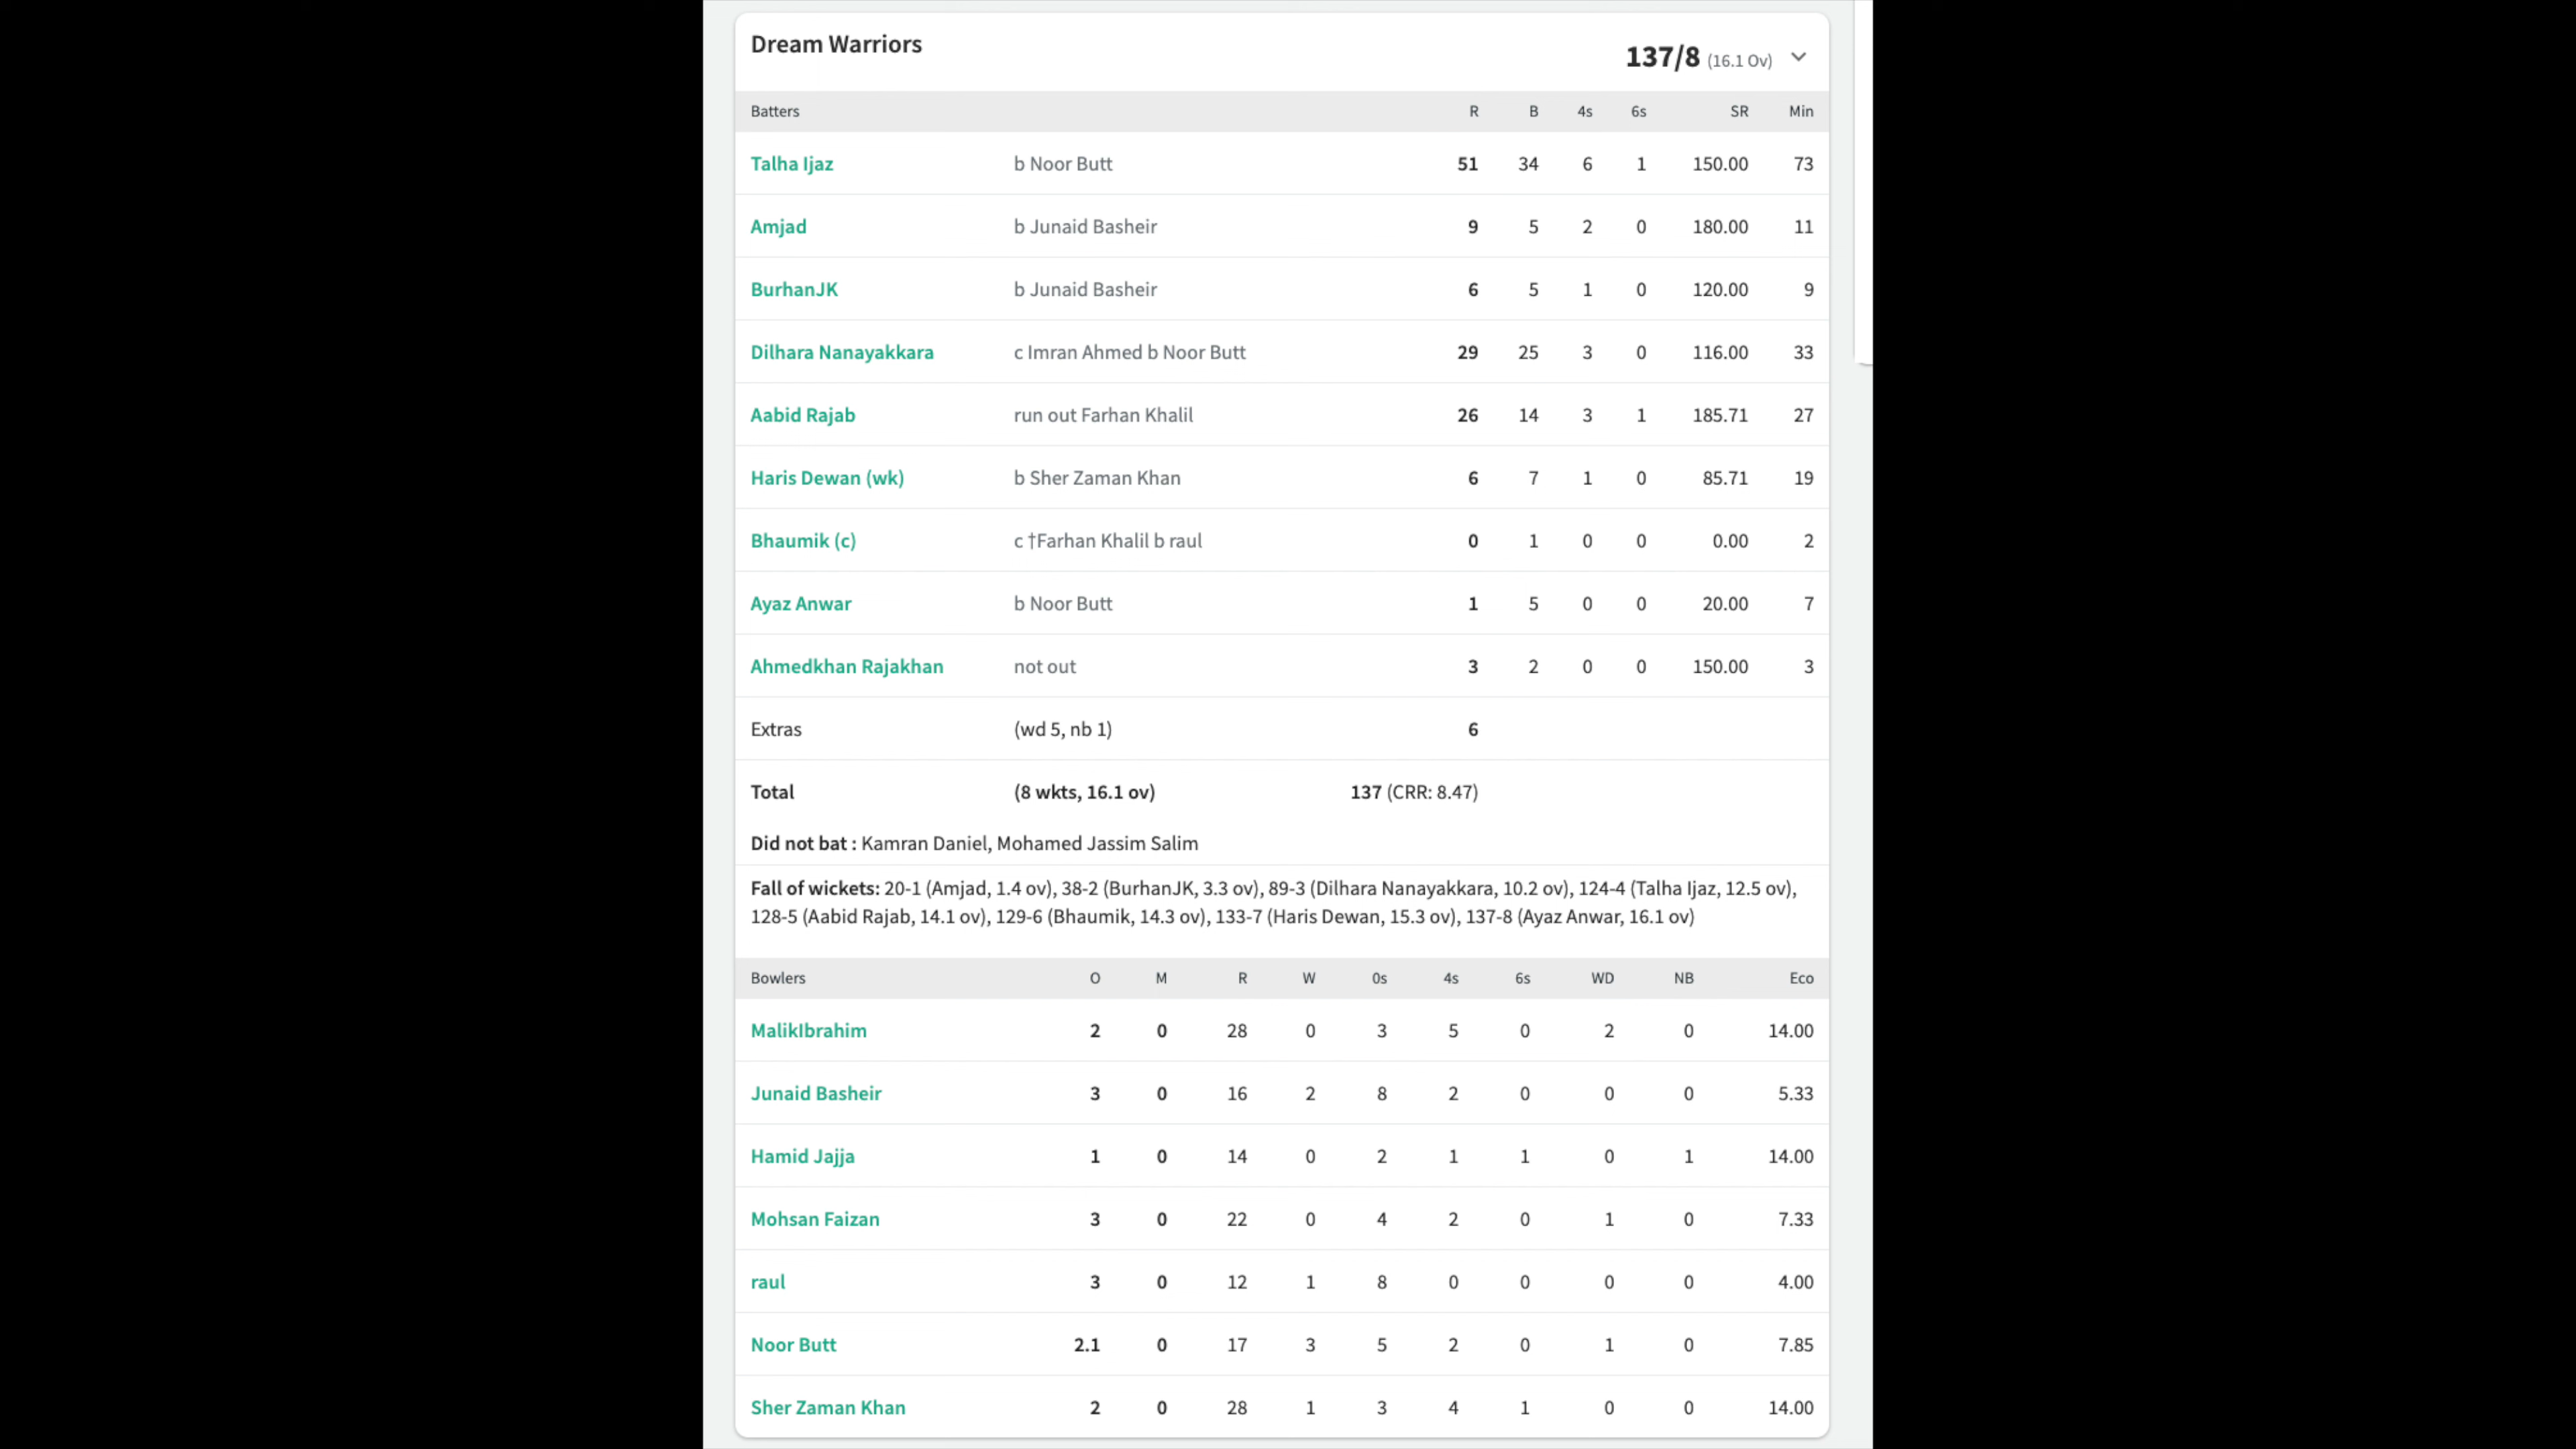 Dream Warriors 137/8 (16.1 Ov)
Batters R B 4s 6s SR Min
Talha Ijaz b Noor Butt 51 34 6 1 150.00 73
Amjad b Junaid Basheir 9 5 2 0 180.00 11
BurhanJK b Junaid Basheir 6 5 1 0 120.00 9
Dilhara Nanayakkara c Imran Ahmed b Noor Butt 29 25 3 0 116.00 33
Aabid Rajab run out Farhan Khalil 26 14 3 1 185.71 27
Haris Dewan (wk) b Sher Zaman Khan 6 7 1 0 85.71 19
Bhaumik (c) c †Farhan Khalil b raul 0 1 0 0 0.00 2
Ayaz Anwar b Noor Butt 1 5 0 0 20.00 7
Ahmedkhan Rajakhan not out 3 2 0 0 150.00 3
Extras (wd 5, nb 1) 6
Total (8 wkts, 16.1 ov) 137 (CRR: 8.47)
Did not bat : Kamran Daniel, Mohamed Jassim Salim
Fall of wickets: 20-1 (Amjad, 1.4 ov), 38-2 (BurhanJK, 3.3 ov), 89-3 (Dilhara Nanayakkara, 10.2 ov), 124-4 (Talha Ijaz, 12.5 ov),
128-5 (Aabid Rajab, 14.1 ov), 129-6 (Bhaumik, 14.3 ov), 133-7 (Haris Dewan, 15.3 ov), 137-8 (Ayaz Anwar, 16.1 ov)
Bowlers O M R W 0s 4s 6s WD NB Eco
MalikIbrahim 2 0 28 0 3 5 0 2 0 14.00
Junaid Basheir 3 0 16 2 8 2 0 0 0 5.33
Hamid Jajja 1 0 14 0 2 1 1 0 1 14.00
Mohsan Faizan 3 0 22 0 4 2 0 1 0 7.33
raul 3 0 12 1 8 0 0 0 0 4.00
Noor Butt 2.1 0 17 3 5 2 0 1 0 7.85
Sher Zaman Khan 2 0 28 1 3 4 1 0 0 14.00